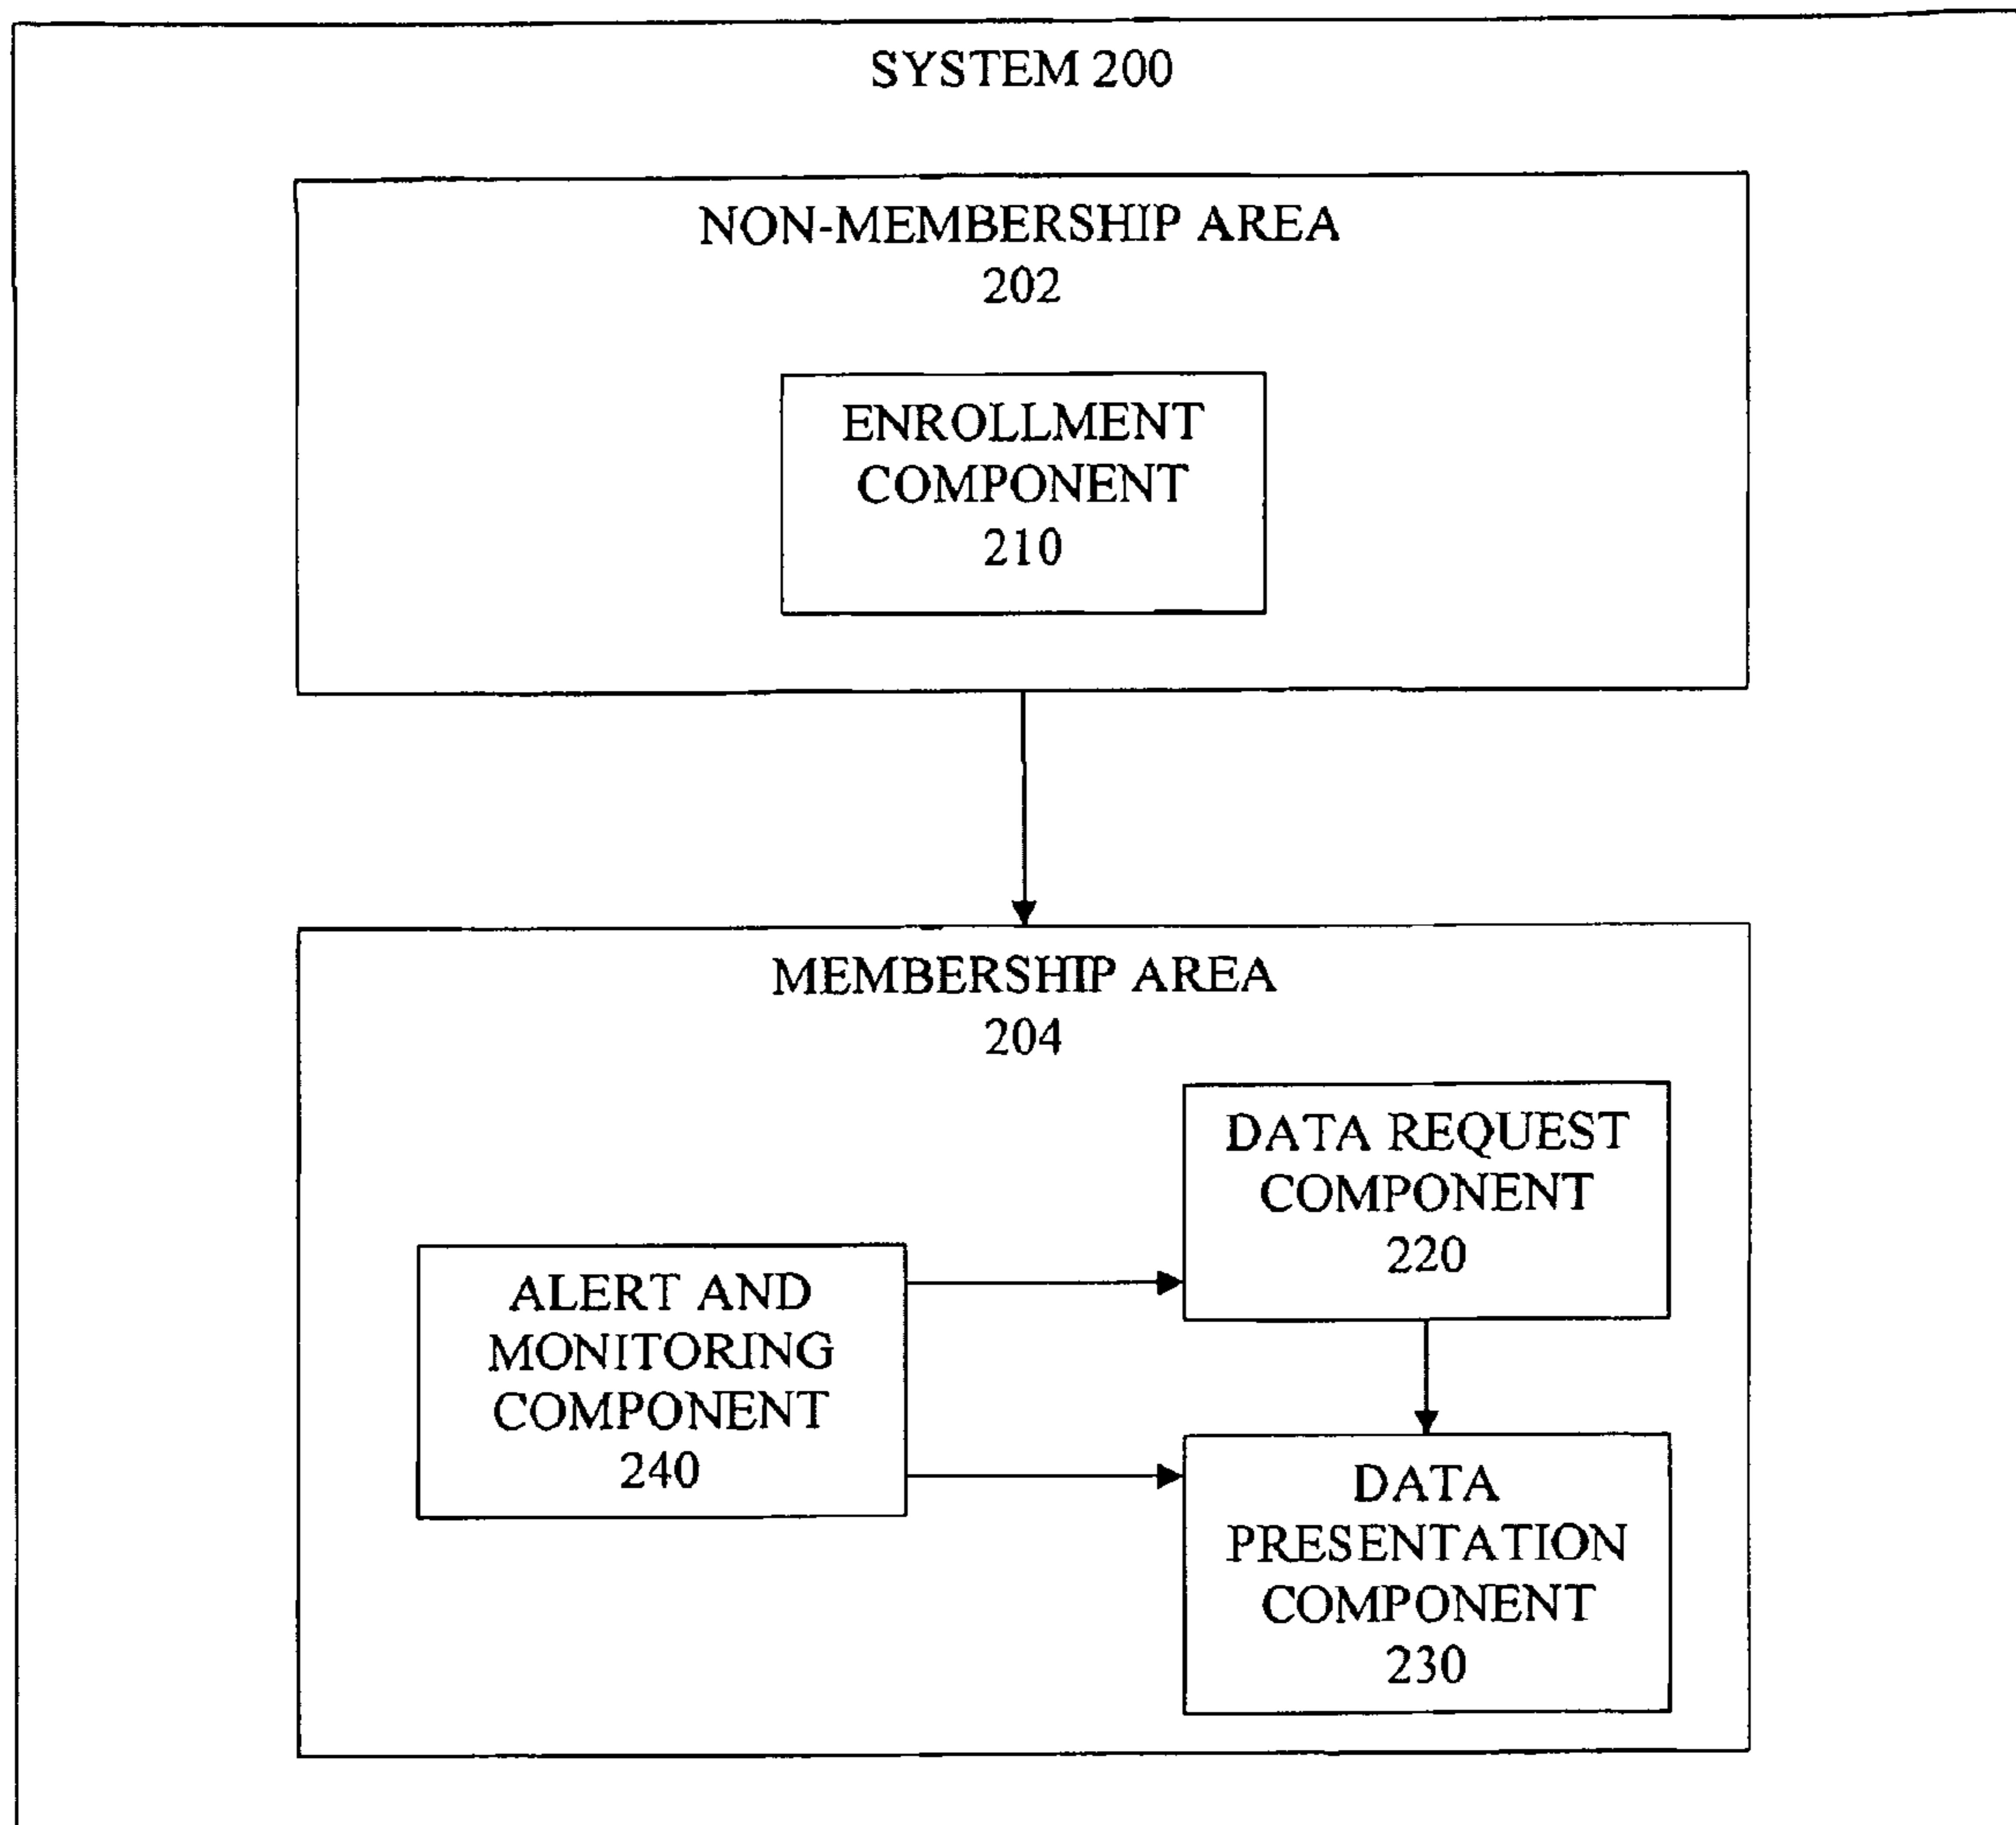 SYSTEM 200
NON-MEMBERSHIP AREA
202
ENROLLMENT
COMPONENT
210
MEMBERSHIP AREA
204
DATA REQUEST
COMPONENT
220
ALERT AND
MONITORING
COMPONENT
240
DATA
PRESENTATION
COMPONENT
230